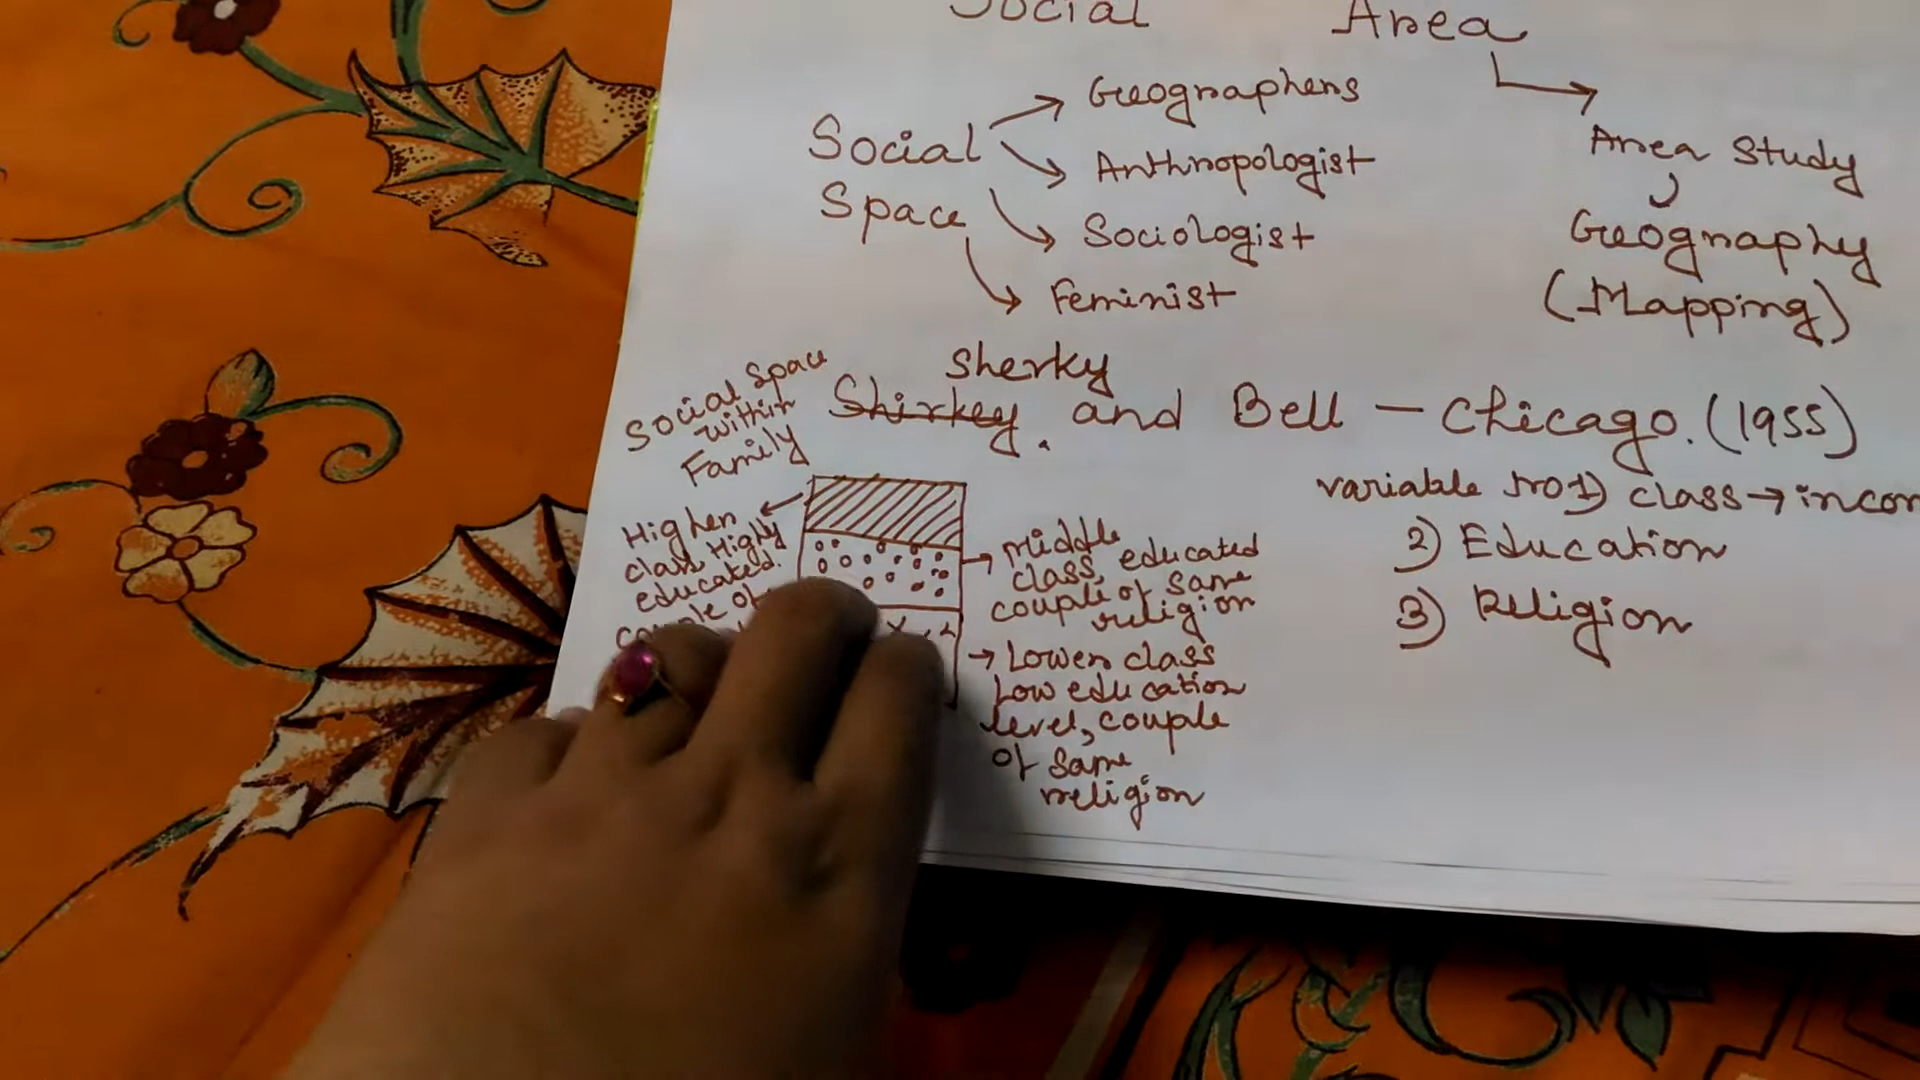 Social Area
Social
Space
Geographers
Anthropologist
Sociologist
Feminist
Area Study
Geography
(Mapping)
Sherky
Shirkey and Bell - Chicago. (1955)
Social Space
within
Family
Higher
class, Highly
educated.
couple of
Middle
class, educated
couple of same
religion
Lower class
Low education
level, couple
of same
religion
variable No 1) class → incom
2) Education
3) Religion